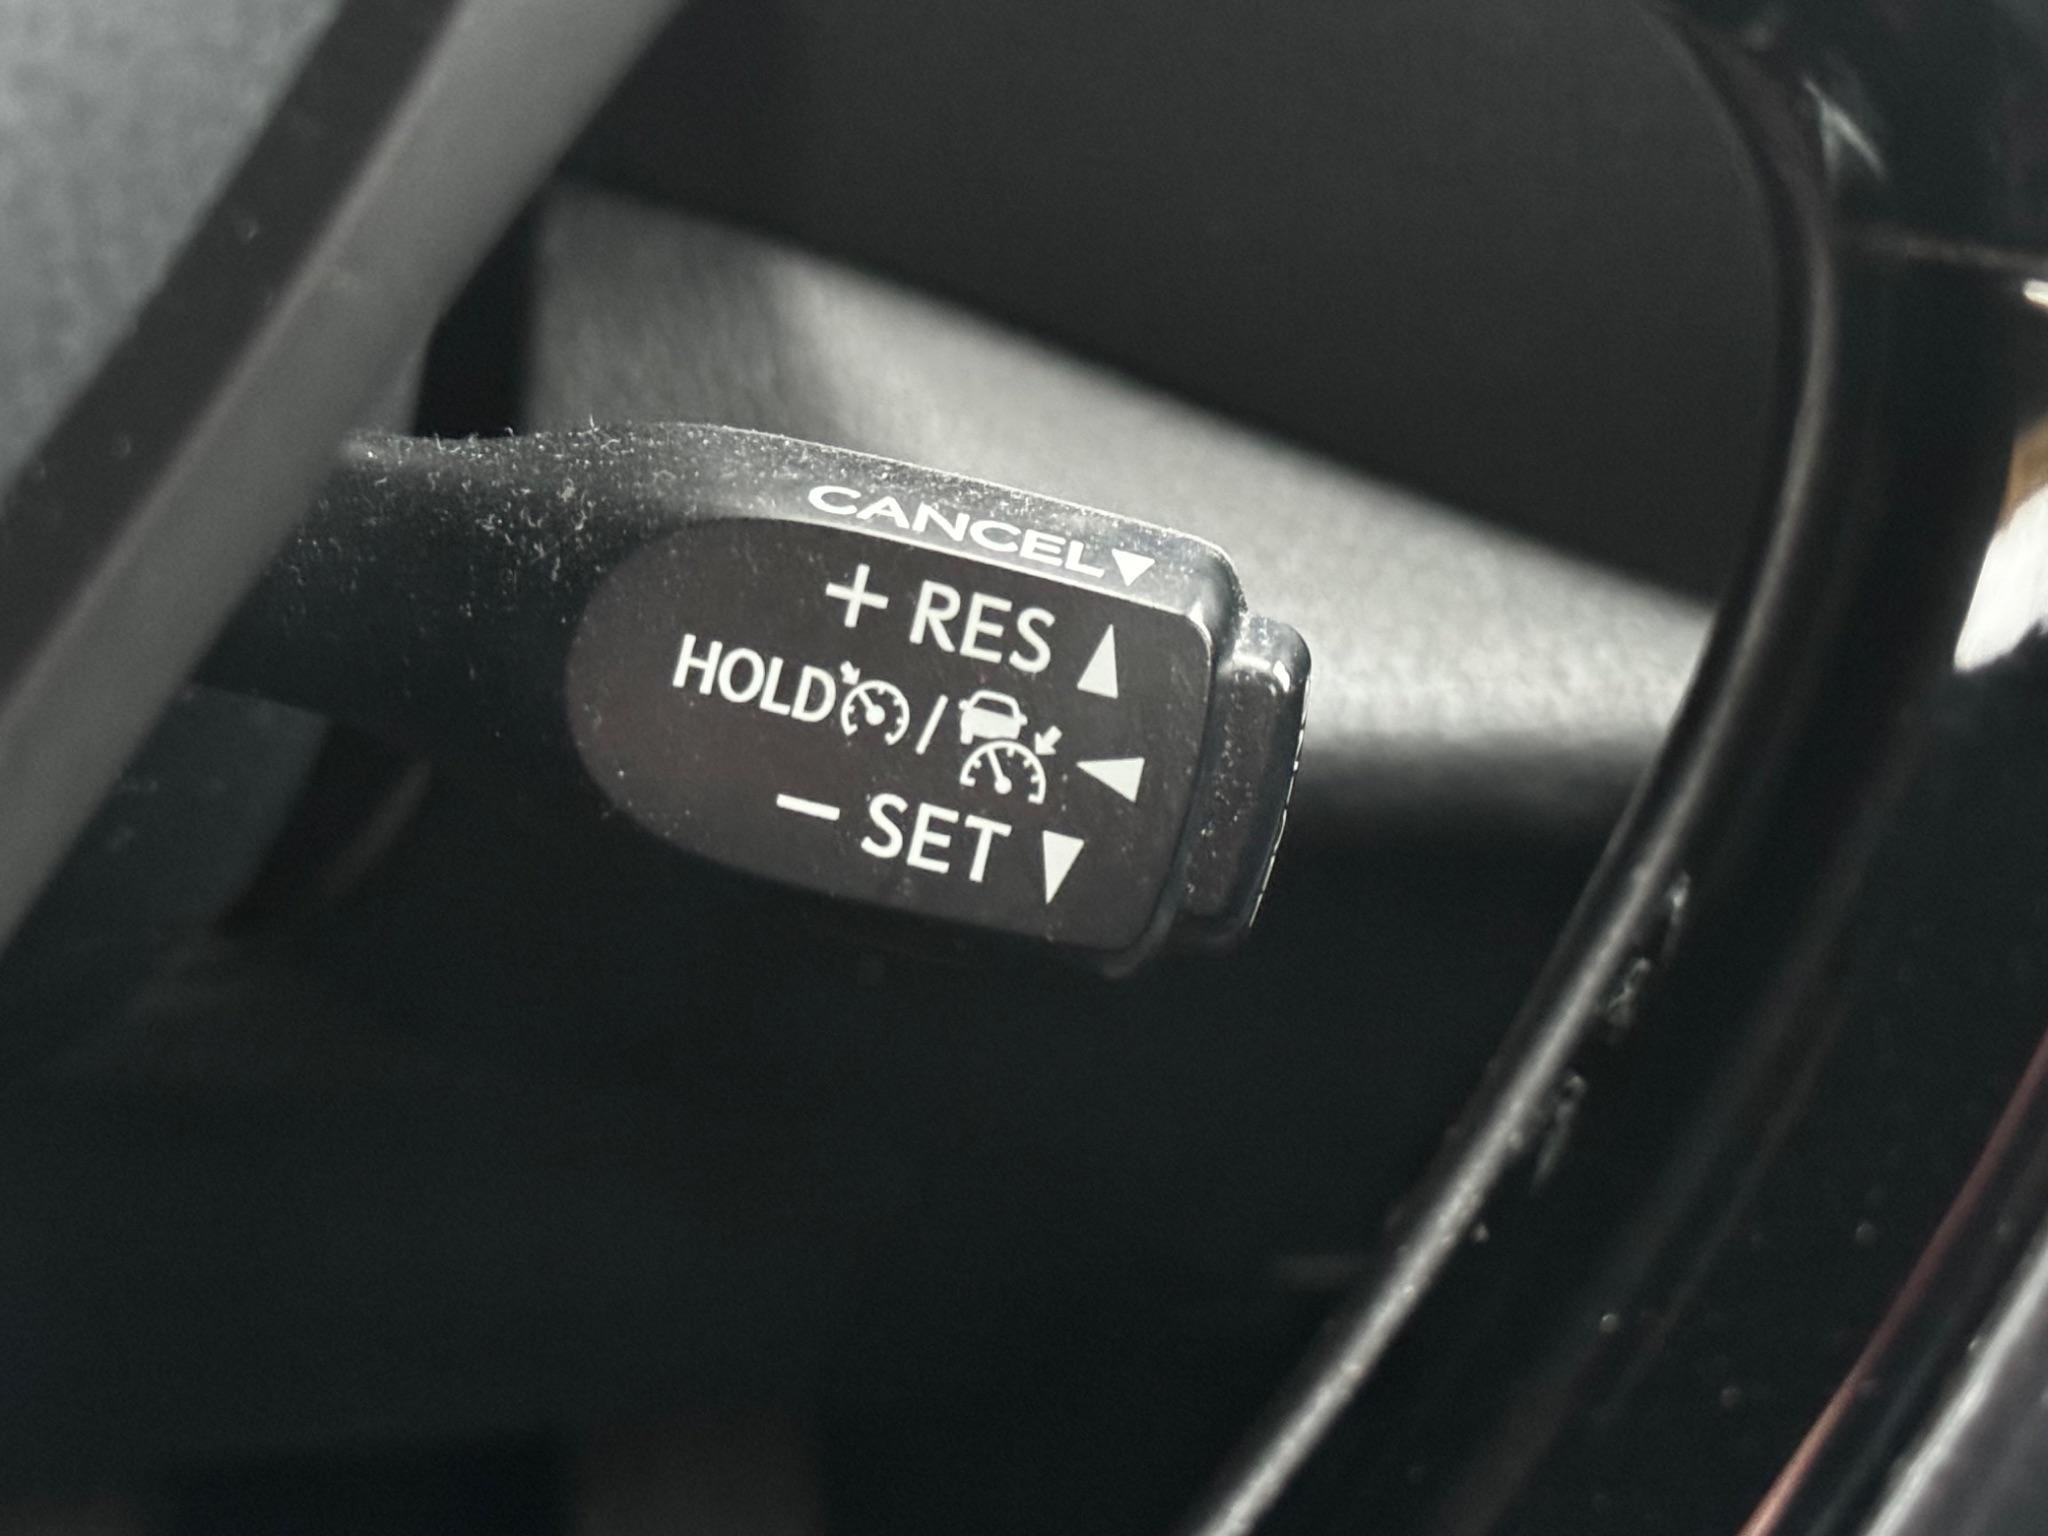 CANCEL▼
+ RES ▲
HOLD / ◀
− SET ▼